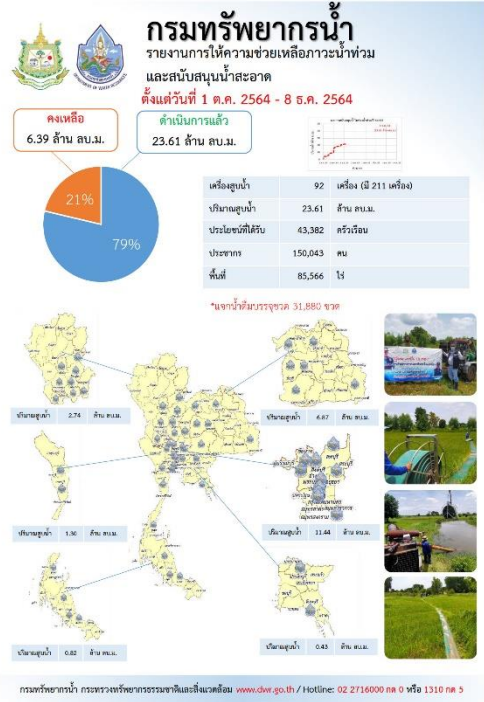 กรมทรัพยากรน้ำ
รายงานการให้ความช่วยเหลือภาวะน้ำท่วม
และสนับสนุนน้ำสะอาด
ตั้งแต่วันที่ 1 ต.ค. 2564 - 8 ธ.ค. 2564
คงเหลือ
6.39 ล้าน ลบ.ม.
ดำเนินการแล้ว
23.61 ล้าน ลบ.ม.
21%
79%
เครื่องสูบน้ำ 92 เครื่อง (มี 211 เครื่อง)
ปริมาณสูบน้ำ 23.61 ล้าน ลบ.ม.
ประโยชน์ที่ได้รับ 43,382 ครัวเรือน
ประชากร 150,043 คน
พื้นที่ 85,566 ไร่
*แจกน้ำดื่มบรรจุขวด 31,880 ขวด
ปริมาณสูบน้ำ 2.74 ล้าน ลบ.ม.
ปริมาณสูบน้ำ 6.87 ล้าน ลบ.ม.
ปริมาณสูบน้ำ 1.30 ล้าน ลบ.ม.
ปริมาณสูบน้ำ 11.44 ล้าน ลบ.ม.
ปริมาณสูบน้ำ 0.82 ล้าน ลบ.ม.
ปริมาณสูบน้ำ 0.43 ล้าน ลบ.ม.
กรมทรัพยากรน้ำ กระทรวงทรัพยากรธรรมชาติและสิ่งแวดล้อม www.dwr.go.th / Hotline: 02 2716000 กด 0 หรือ 1310 กด 5